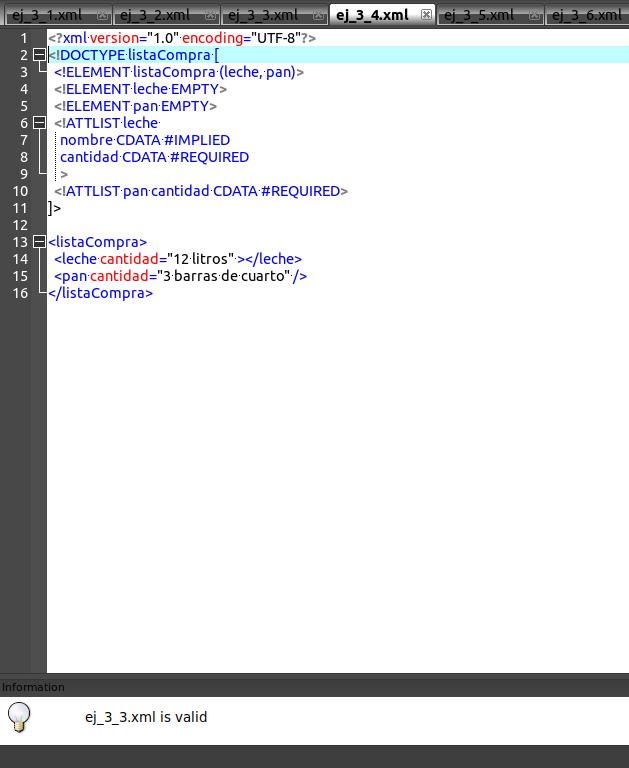 ej_3_1.xml ej_3_2.xml ej_3_3.xml ej_3_4.xml ej_3_5.xml ej_3_6.xml
1 <?xml version="1.0" encoding="UTF-8"?>
2 <!DOCTYPE listaCompra [
3 <!ELEMENT listaCompra (leche, pan)>
4 <!ELEMENT leche EMPTY>
5 <!ELEMENT pan EMPTY>
6 <!ATTLIST leche
7 nombre CDATA #IMPLIED
8 cantidad CDATA #REQUIRED
9 >
10 <!ATTLIST pan cantidad CDATA #REQUIRED>
11 ]>
12
13 <listaCompra>
14 <leche cantidad="12 litros" ></leche>
15 <pan cantidad="3 barras de cuarto" />
16 </listaCompra>
Information
ej_3_3.xml is valid